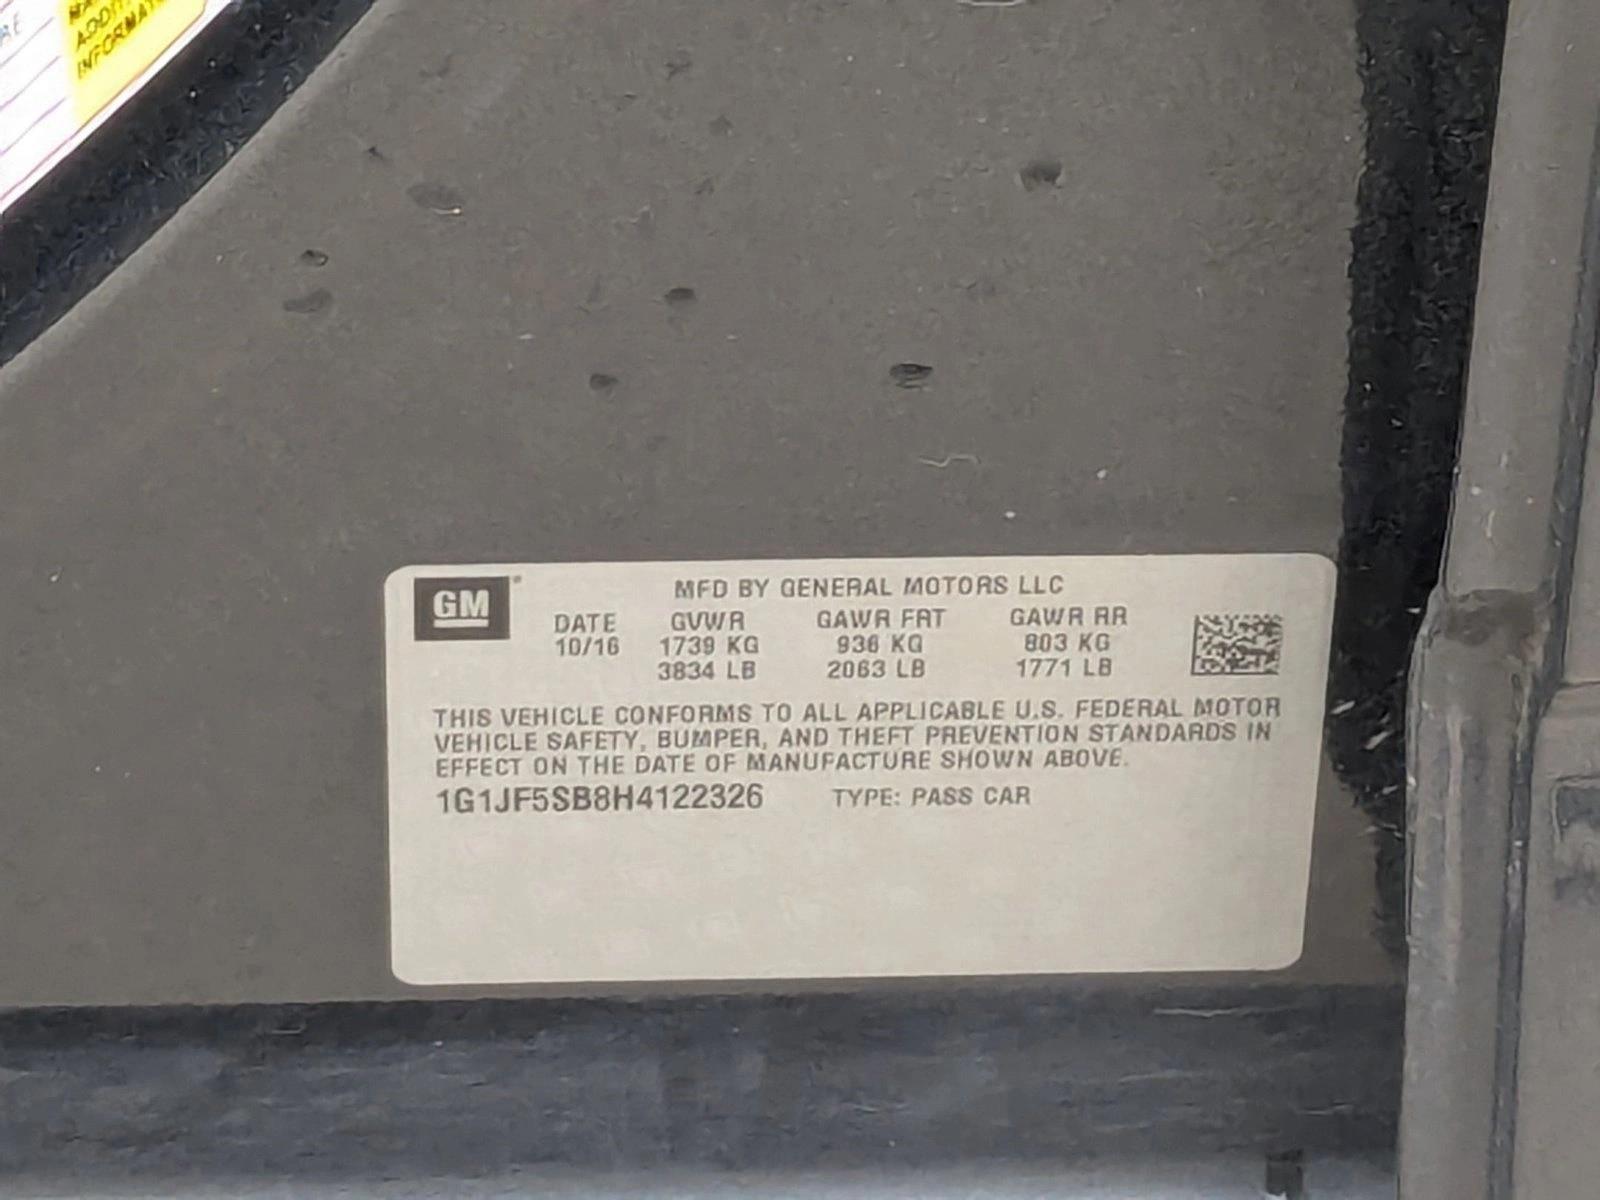 ADDIT
INFORMAT
GM
MFD BY GENERAL MOTORS LLC
DATE GVWR GAWR FRT GAWR RR
10/16 1739 KG 936 KG 803 KG
3834 LB 2063 LB 1771 LB
THIS VEHICLE CONFORMS TO ALL APPLICABLE U.S. FEDERAL MOTOR
VEHICLE SAFETY, BUMPER, AND THEFT PREVENTION STANDARDS IN
EFFECT ON THE DATE OF MANUFACTURE SHOWN ABOVE.
1G1JF5SB8H4122326 TYPE: PASS CAR